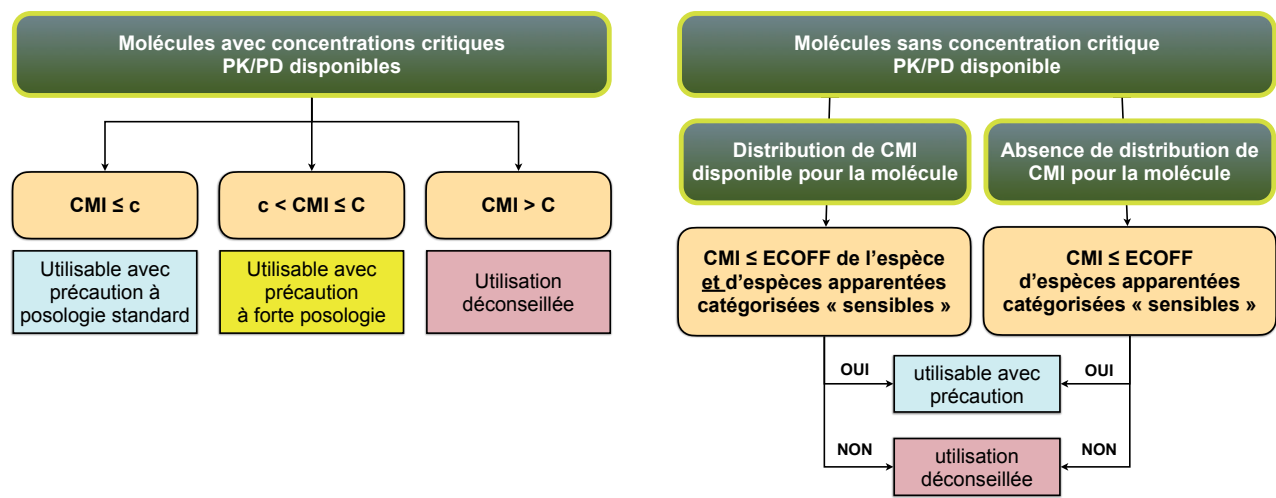 Molécules avec concentrations critiques
PK/PD disponibles
CMI ≤ c
c < CMI ≤ C
CMI > C
Utilisable avec
précaution à
posologie standard
Utilisable avec
précaution
à forte posologie
Utilisation
déconseillée
Molécules sans concentration critique
PK/PD disponible
Distribution de CMI
disponible pour la molécule
Absence de distribution de
CMI pour la molécule
CMI ≤ ECOFF de l'espèce
et d'espèces apparentées
catégorisées « sensibles »
CMI ≤ ECOFF
d'espèces apparentées
catégorisées « sensibles »
OUI
utilisable avec
précaution
OUI
NON
utilisation
déconseillée
NON